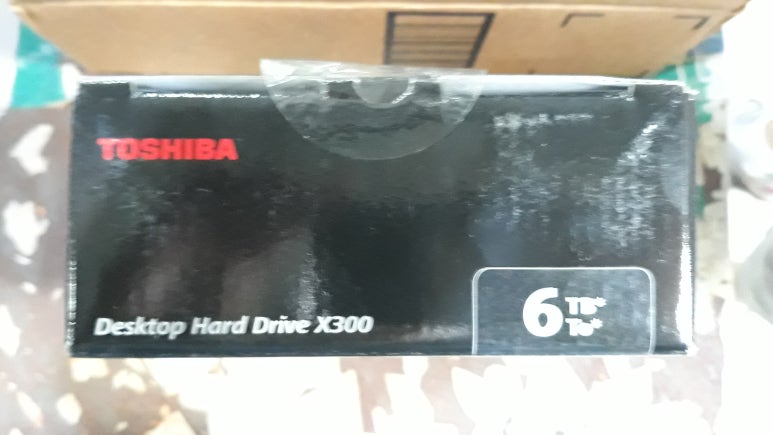 TOSHIBA
Desktop Hard Drive X300
6 TB*
To*